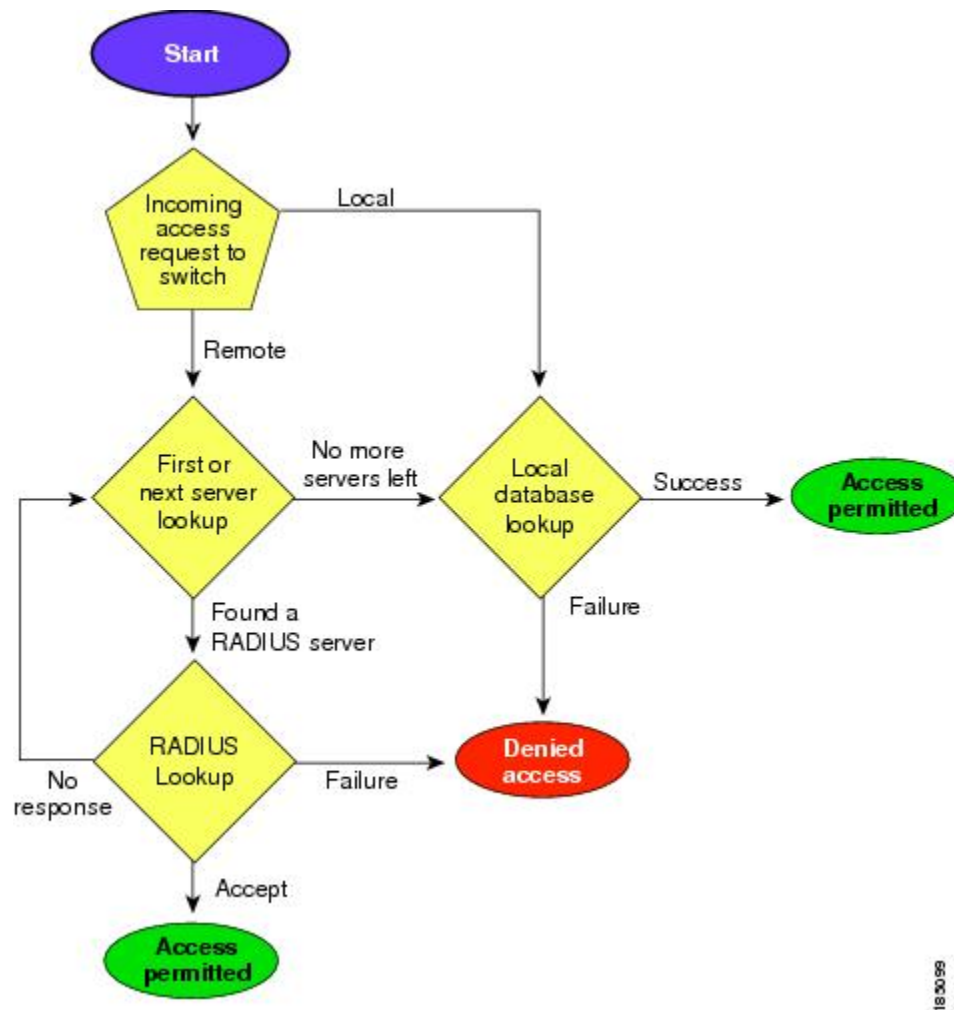 Start
Incoming
access
request to
switch
Local
Remote
First or
next server
lookup
No more
servers left
Local
database
lookup
Success
Access
permitted
Found a
RADIUS server
Failure
RADIUS
Lookup
No
response
Failure
Denied
access
Accept
Access
permitted
185099